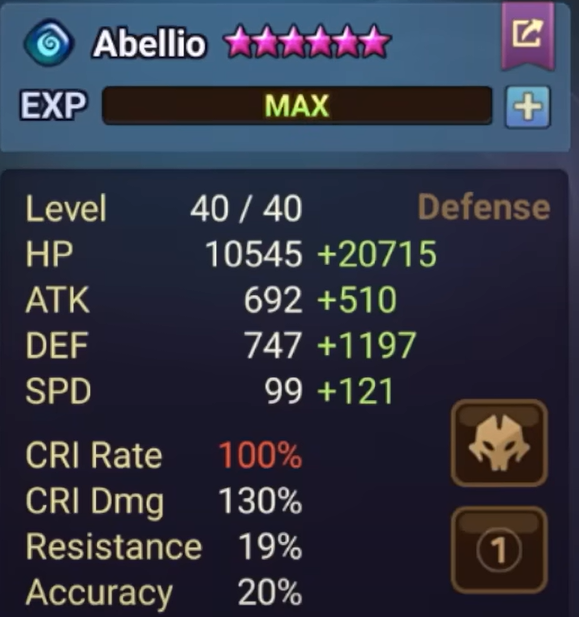 Abellio
EXP MAX
Level 40 / 40 Defense
HP 10545 +20715
ATK 692 +510
DEF 747 +1197
SPD 99 +121
CRI Rate 100%
CRI Dmg 130%
Resistance 19%
1
Accuracy 20%